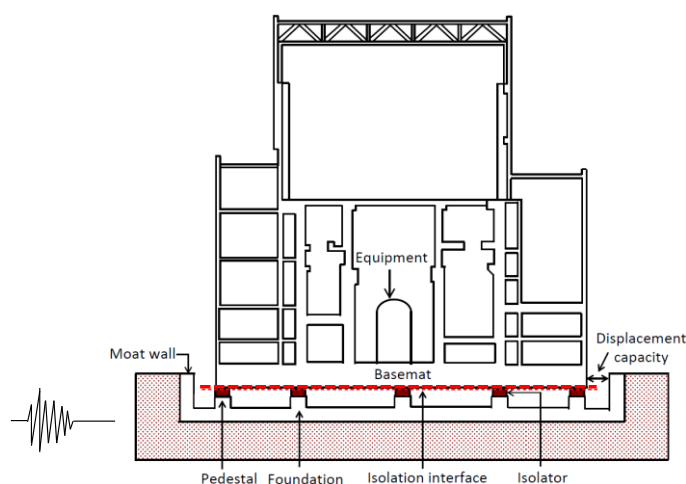 Equipment
Displacement
capacity
Moat wall
Basemat
Pedestal
Foundation
Isolation interface
Isolator